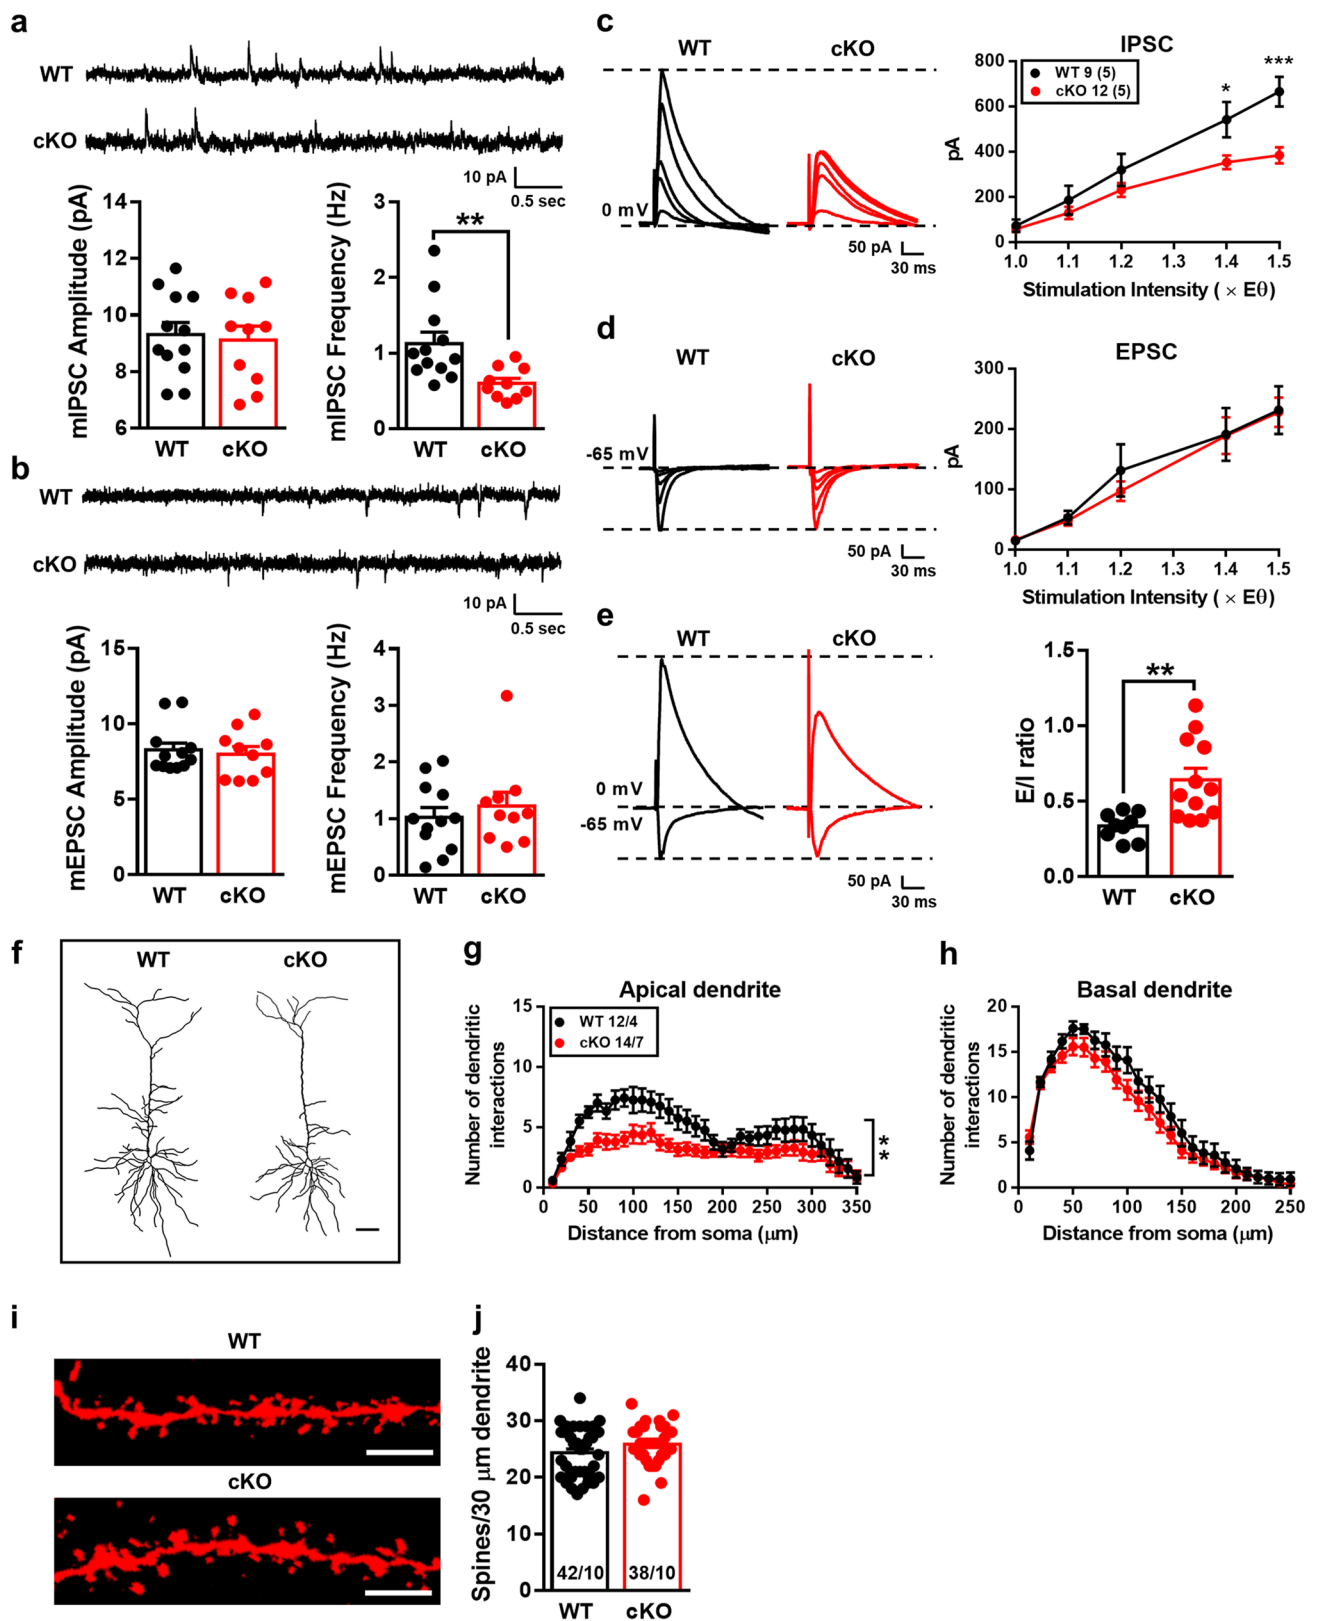 a
WT
cKO
10 pA
0.5 sec
mIPSC Amplitude (pA)
14
12
10
8
6
WT
cKO
mIPSC Frequency (Hz)
3
2
1
0
**
WT
cKO
b
WT
cKO
10 pA
0.5 sec
mEPSC Amplitude (pA)
15
10
5
0
WT
cKO
mEPSC Frequency (Hz)
4
3
2
1
0
WT
cKO
c
WT
cKO
0 mV
50 pA
30 ms
IPSC
WT 9 (5)
cKO 12 (5)
*
***
pA
800
600
400
200
0
1.0 1.1 1.2 1.4 1.5
Stimulation Intensity ( × Eθ)
d
WT
cKO
-65 mV
50 pA
30 ms
EPSC
pA
300
200
100
0
1.0 1.1 1.2 1.4 1.5
Stimulation Intensity ( × Eθ)
e
WT
cKO
0 mV
-65 mV
50 pA
30 ms
E/I ratio
1.5
1.0
0.5
0.0
**
WT
cKO
f
WT
cKO
g
Apical dendrite
WT 12/4
cKO 14/7
Number of dendritic
interactions
15
10
5
0
0 50 100 150 200 250 300 350
Distance from soma (μm)
**
h
Basal dendrite
Number of dendritic
interactions
20
15
10
5
0
0 50 100 150 200 250
Distance from soma (μm)
i
WT
cKO
j
Spines/30 μm dendrite
40
30
20
10
0
42/10
38/10
WT
cKO